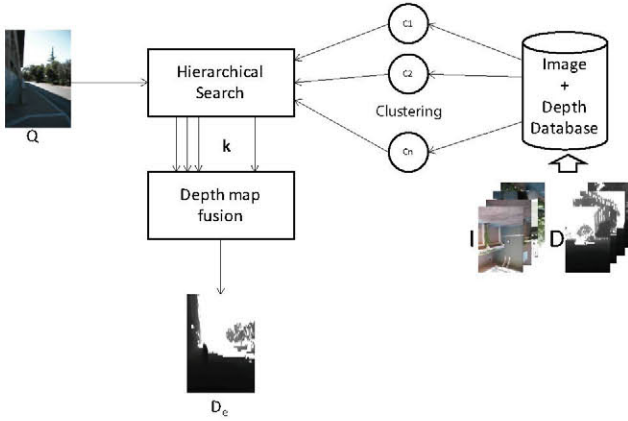 C1
Hierarchical
Search
C2
Image
+
Depth
Database
Clustering
Q
k
Cn
Depth map
fusion
I
D
De